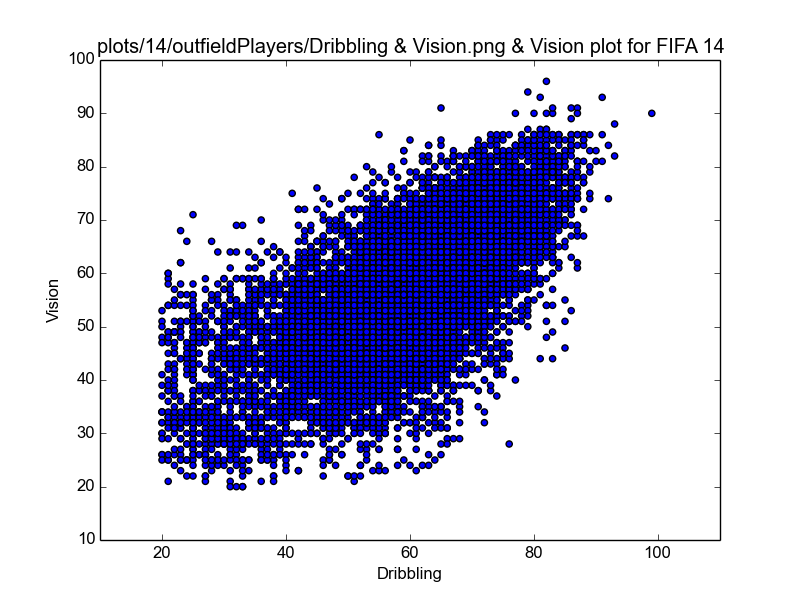 plots/14/outfieldPlayers/Dribbling & Vision.png & Vision plot for FIFA 14
100
90
80
70
60
50
40
30
20
10
Vision
20 40 60 80 100
Dribbling